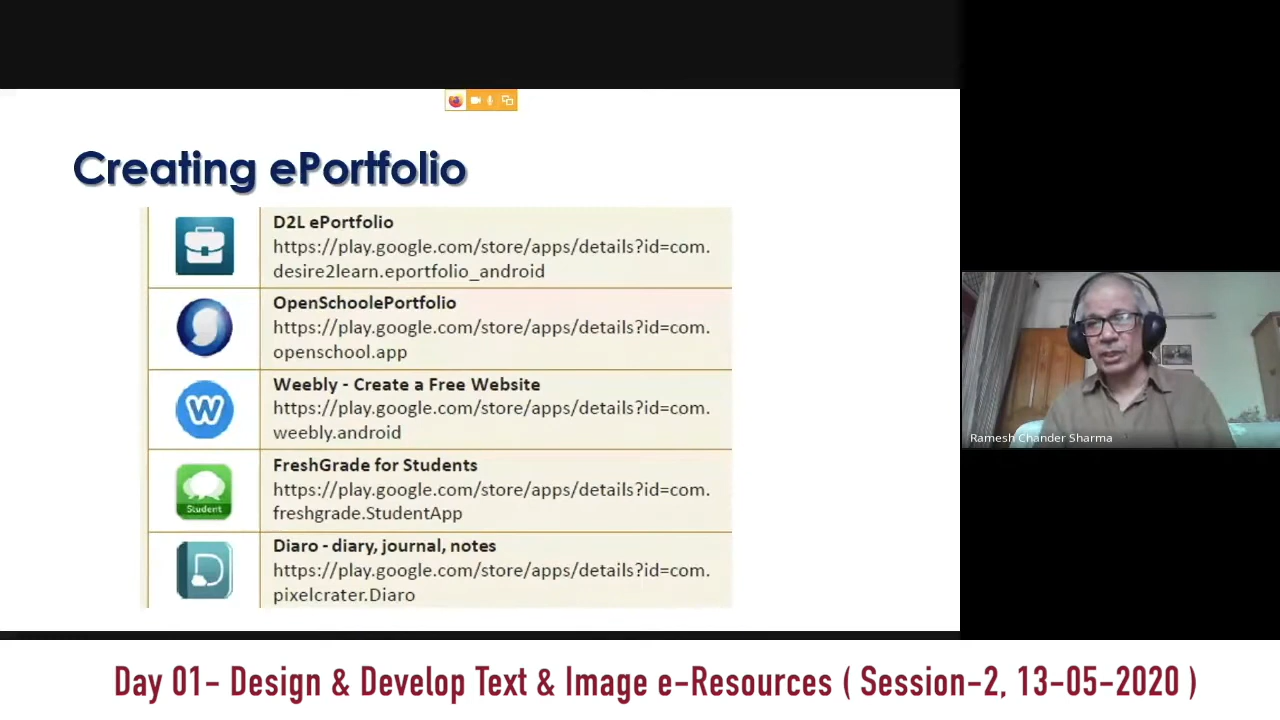 Creating ePortfolio
D2L ePortfolio
https://play.google.com/store/apps/details?id=com.
desire2learn.eportfolio_android
OpenSchoolePortfolio
https://play.google.com/store/apps/details?id=com.
openschool.app
W
Weebly - Create a Free Website
https://play.google.com/store/apps/details?id=com.
weebly.android
Student
FreshGrade for Students
https://play.google.com/store/apps/details?id=com.
freshgrade.StudentApp
D
Diaro - diary, journal, notes
https://play.google.com/store/apps/details?id=com.
pixelcrater.Diaro
Ramesh Chander Sharma
Day 01- Design & Develop Text & Image e-Resources ( Session-2, 13-05-2020 )